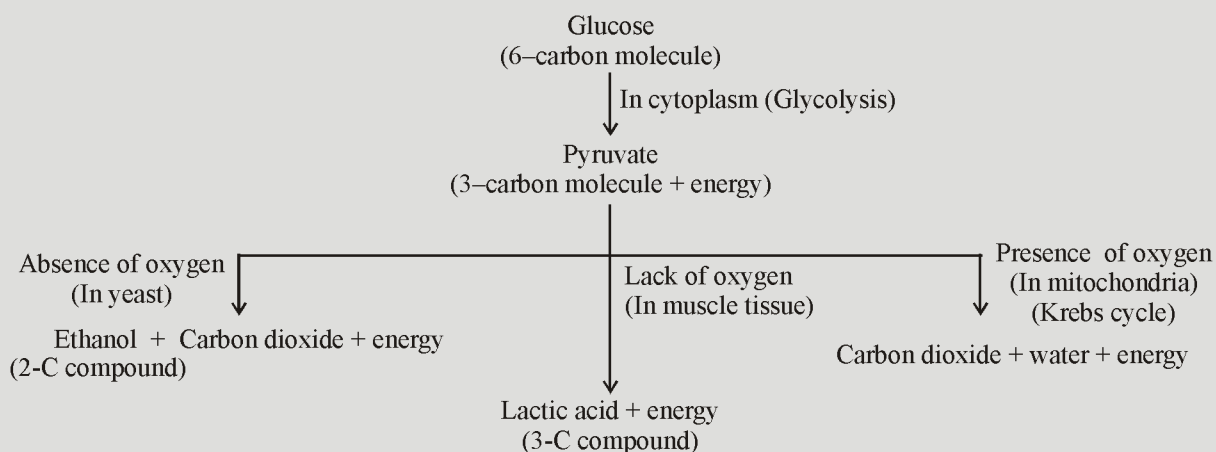 Glucose
(6–carbon molecule)
In cytoplasm (Glycolysis)
Pyruvate
(3–carbon molecule + energy)
Absence of oxygen
(In yeast)
Ethanol + Carbon dioxide + energy
(2-C compound)
Lack of oxygen
(In muscle tissue)
Lactic acid + energy
(3-C compound)
Presence of oxygen
(In mitochondria)
(Krebs cycle)
Carbon dioxide + water + energy